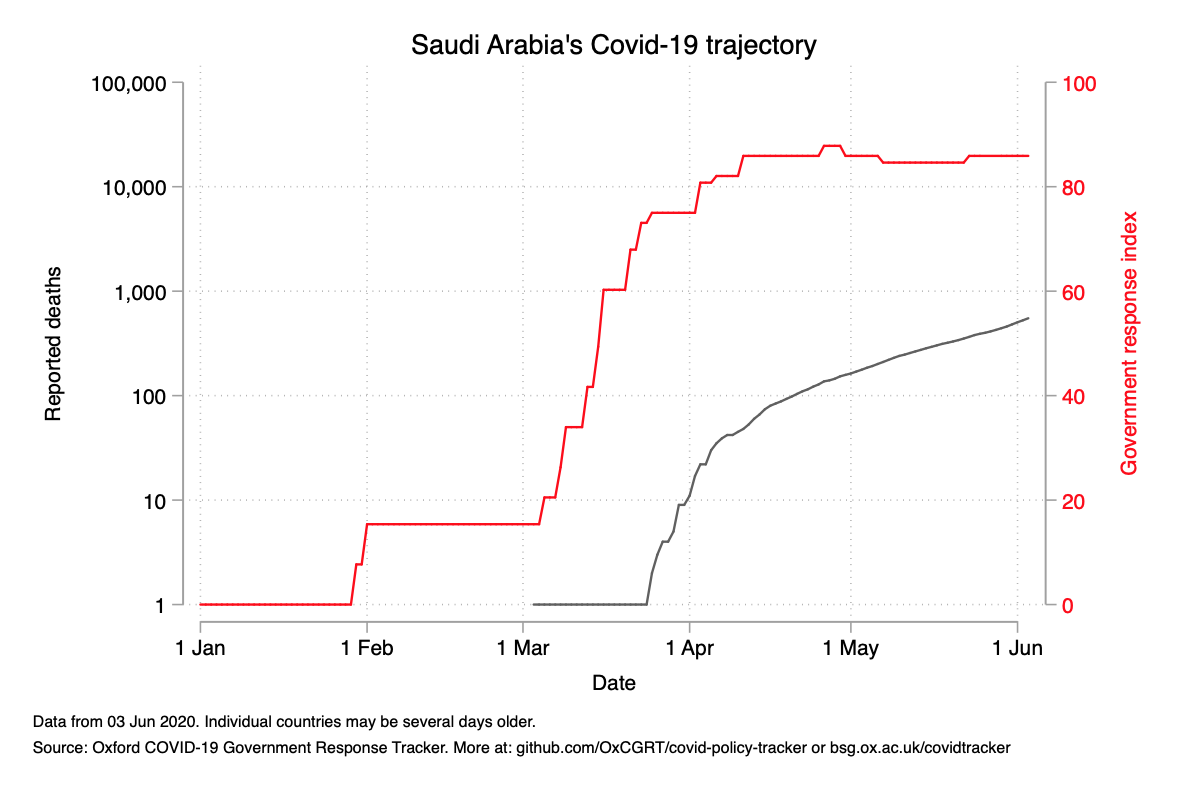 Saudi Arabia's Covid-19 trajectory
100,000
10,000
1,000
100
10
1
Reported deaths
100
80
60
40
20
0
Government response index
1 Jan 1 Feb 1 Mar 1 Apr 1 May 1 Jun
Date
Data from 03 Jun 2020. Individual countries may be several days older.
Source: Oxford COVID-19 Government Response Tracker. More at: github.com/OxCGRT/covid-policy-tracker or bsg.ox.ac.uk/covidtracker